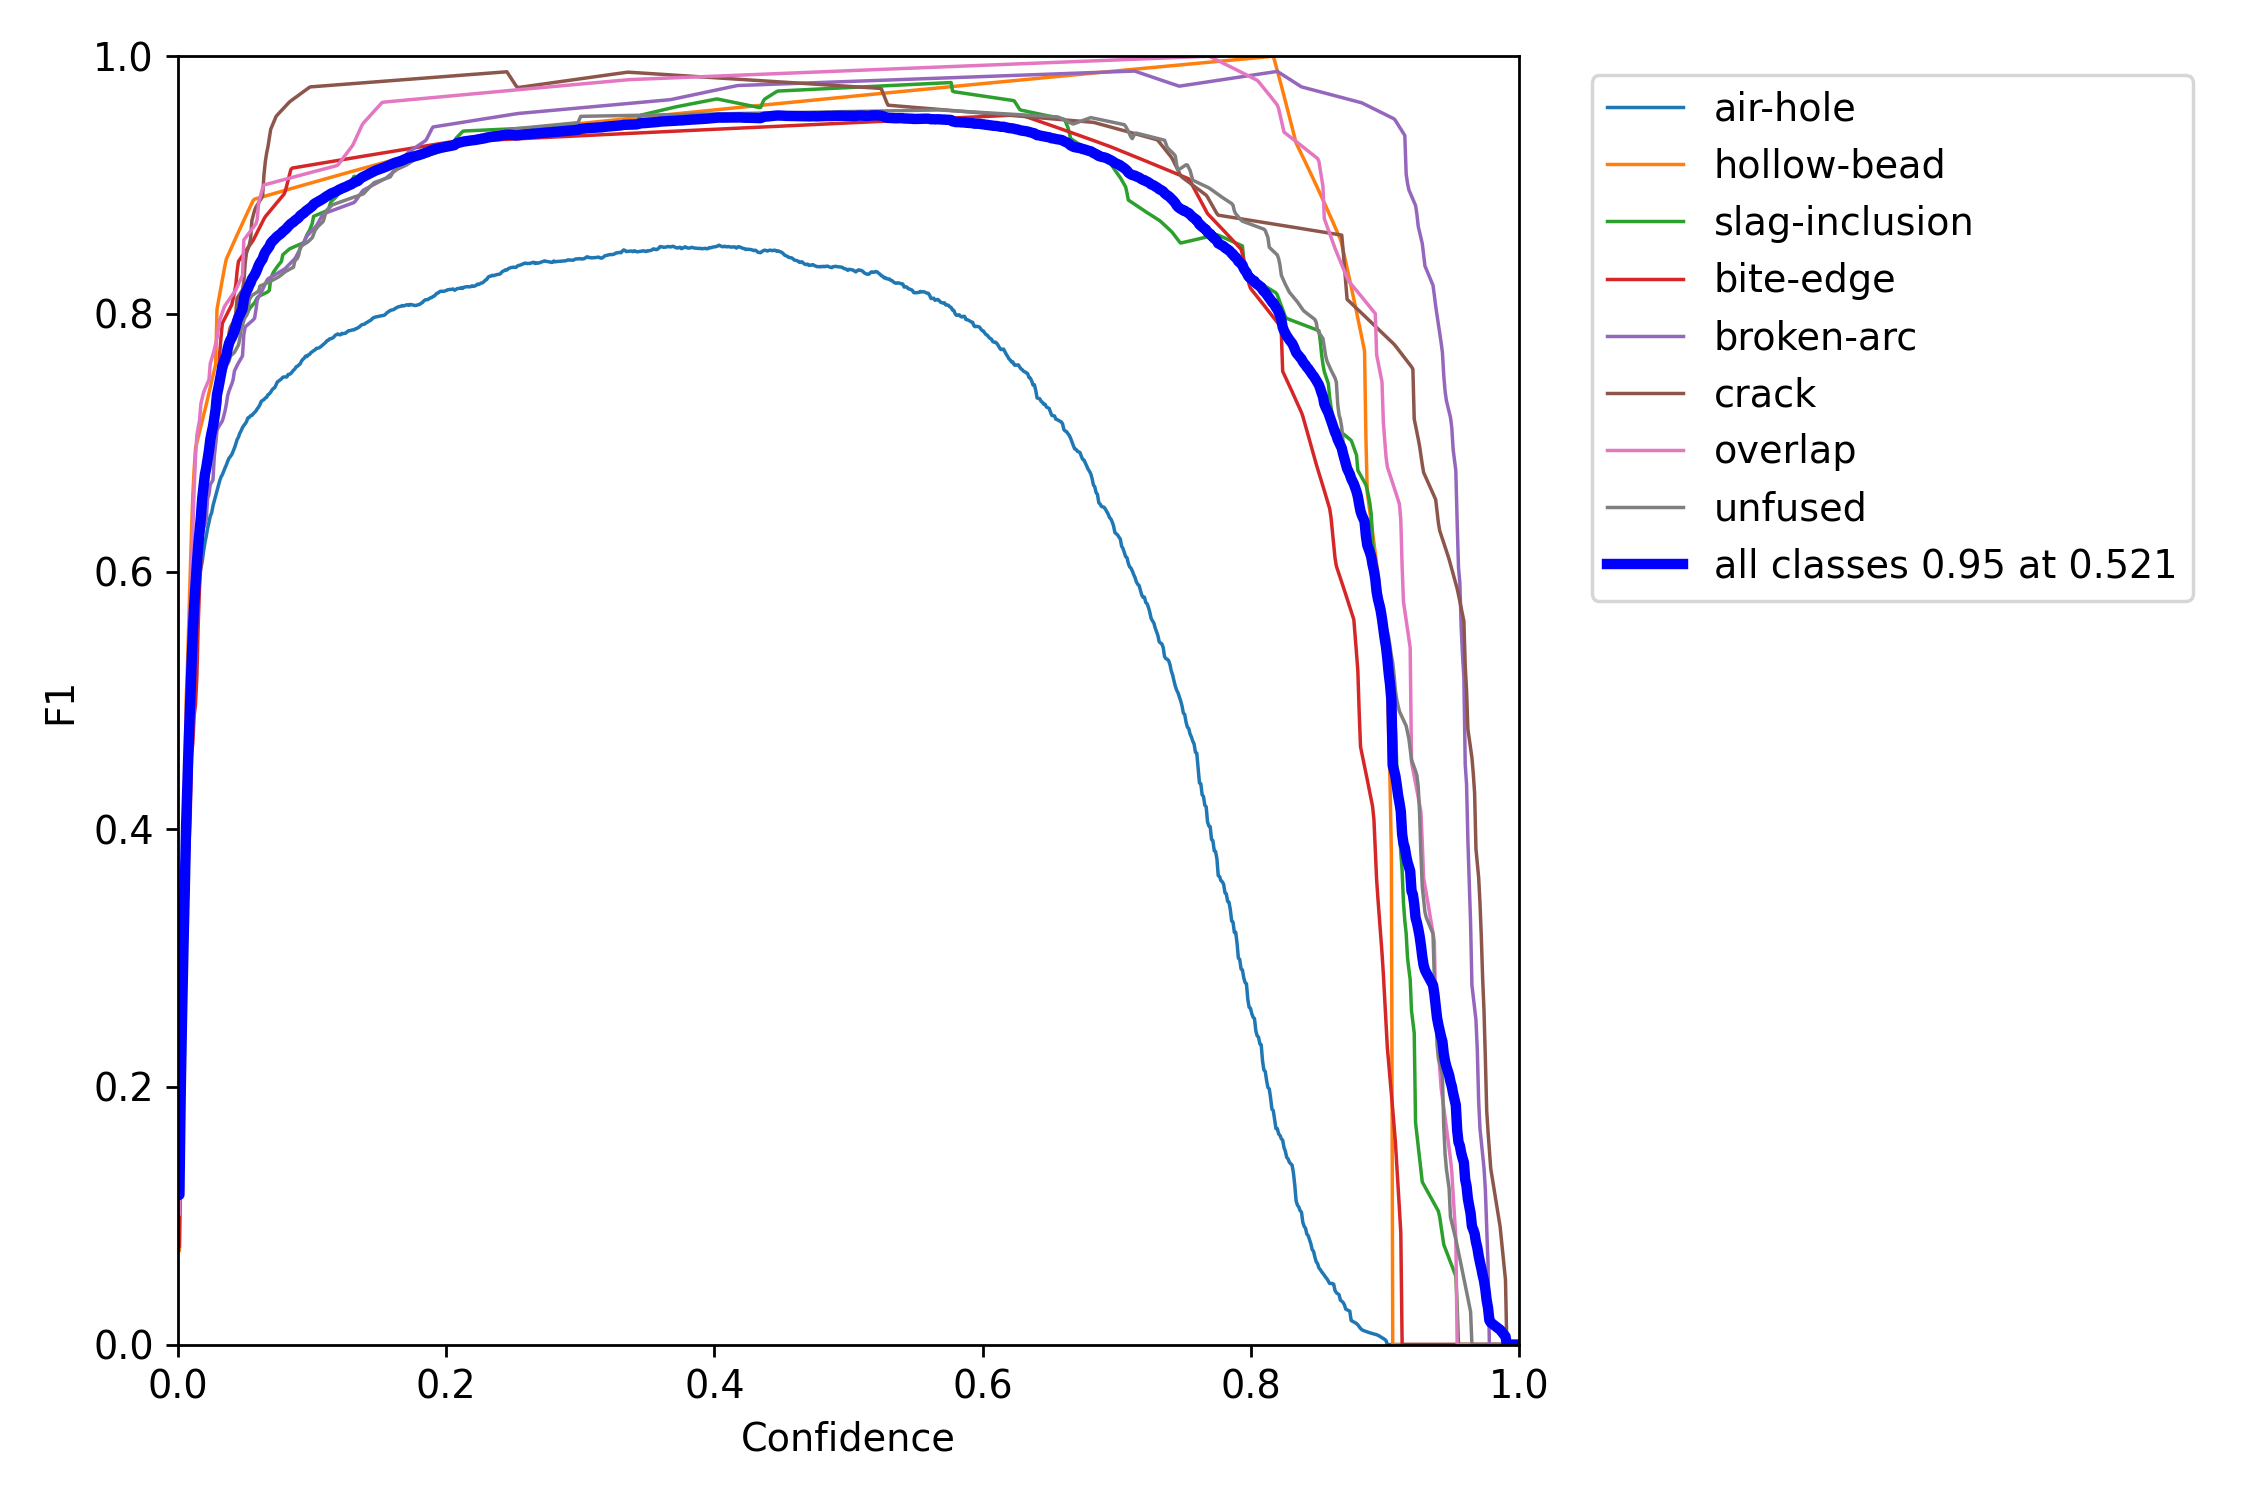 1.0
0.8
0.6
0.4
0.2
0.0
F1
0.0 0.2 0.4 0.6 0.8 1.0
Confidence
air-hole
hollow-bead
slag-inclusion
bite-edge
broken-arc
crack
overlap
unfused
all classes 0.95 at 0.521